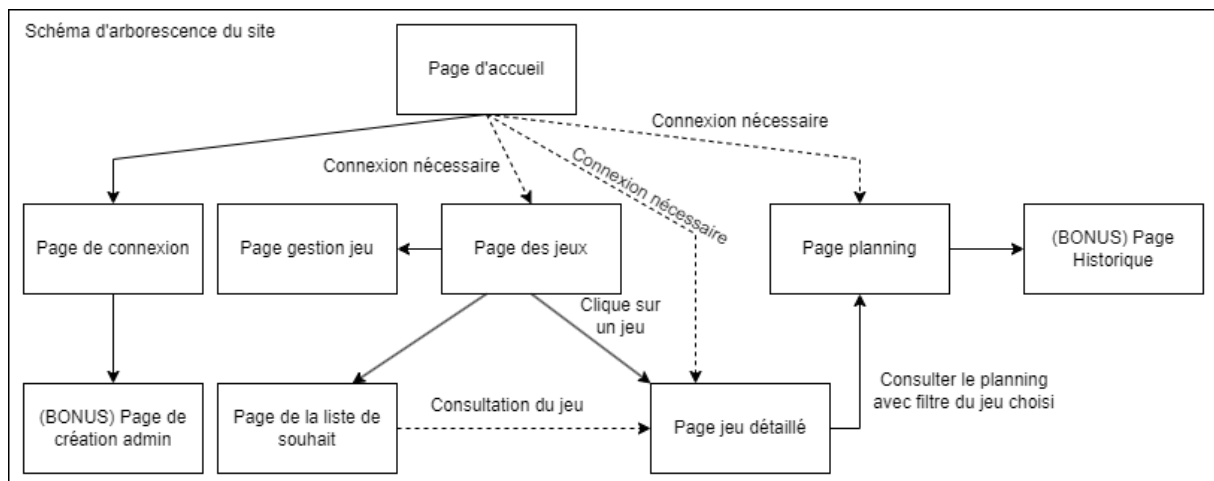 Schéma d'arborescence du site
Page d'accueil
Connexion nécessaire
Connexion nécessaire
Connexion nécessaire
Page de connexion
Page gestion jeu
Page des jeux
Page planning
(BONUS) Page
Historique
Clique sur
un jeu
(BONUS) Page de
création admin
Page de la liste de
souhait
Consultation du jeu
Page jeu détaillé
Consulter le planning
avec filtre du jeu choisi